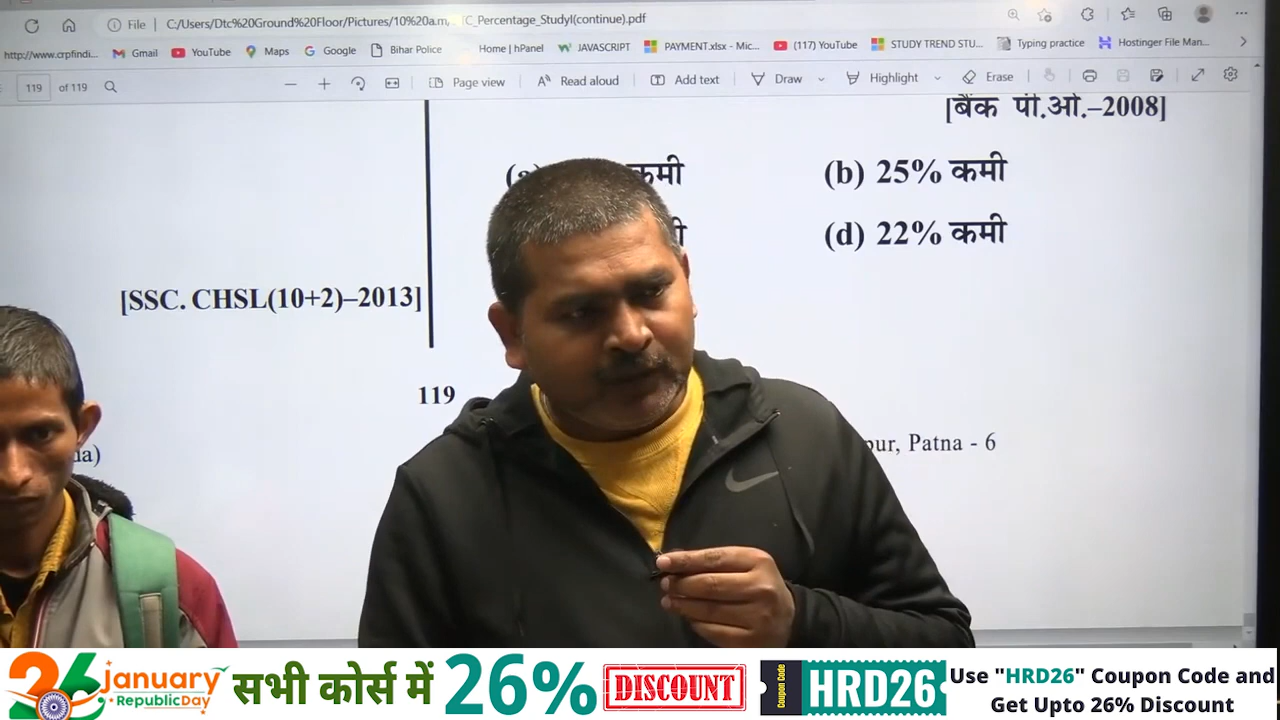 File | C:/Users/Dtc%20Ground%20Floor/Pictures/10%20a.m, C_Percentage_Studyl(continue).pdf
http://www.crpfindi... Gmail YouTube Maps Google Bihar Police Home | hPanel JAVASCRIPT PAYMENT.xlsx - Mic... (117) YouTube STUDY TREND STU... Typing practice Hostinger File Man...
119 of 119 Page view Read aloud Add text Draw Highlight Erase
[बैंक पी.ओ.–2008]
कमी (b) 25% कमी
(d) 22% कमी
[SSC. CHSL(10+2)–2013]
119
Patna - 6
26 january
Republic Day
सभी कोर्स में 26% DISCOUNT
Coupon Code HRD26
Use "HRD26" Coupon Code and
Get Upto 26% Discount